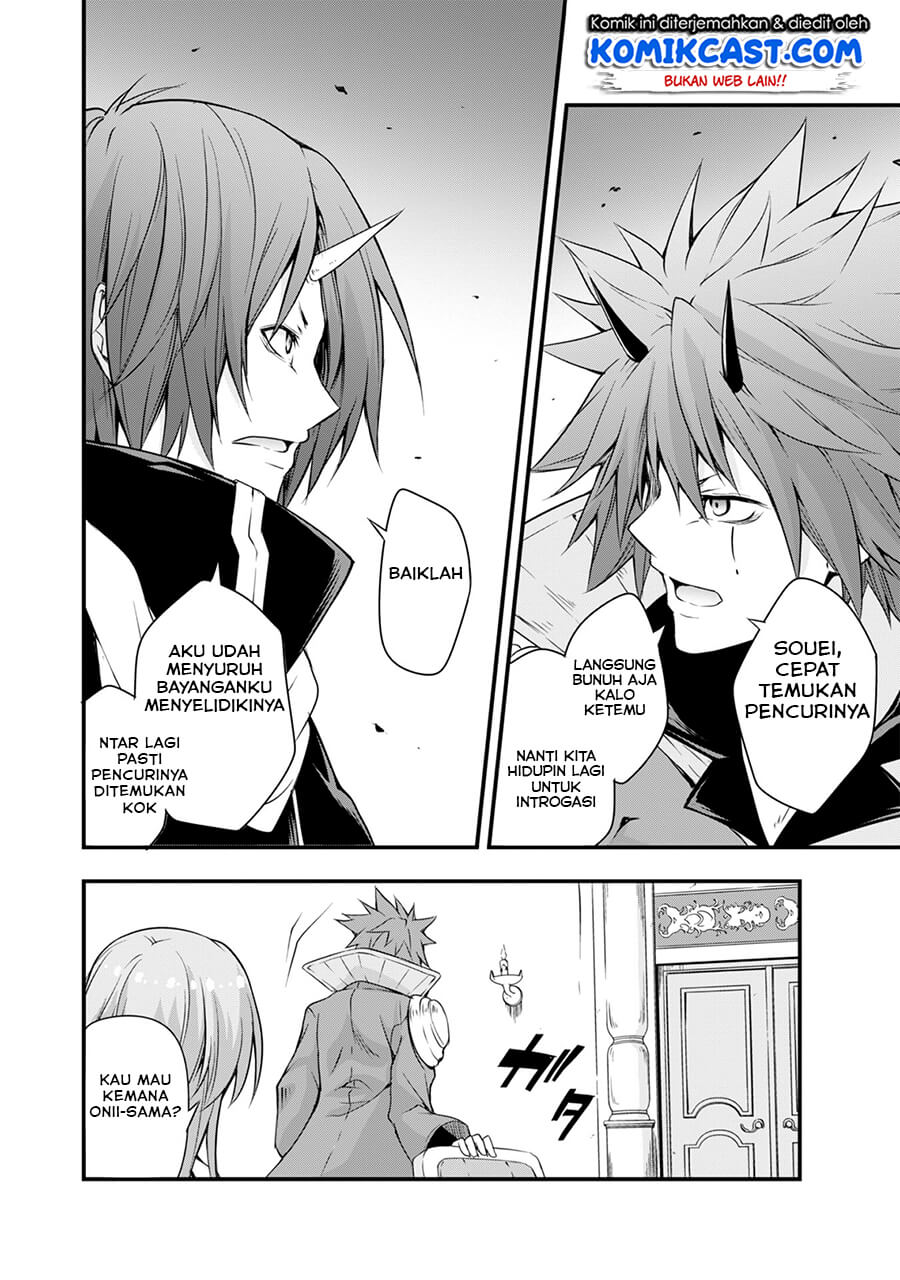 Komik ini diterjemahkan & diedit oleh
KOMIKCAST.COM
BUKAN WEB LAIN!!
SOUEI,
CEPAT
TEMUKAN
PENCURINYA
LANGSUNG
BUNUH AJA
KALO
KETEMU
NANTI KITA
HIDUPIN LAGI
UNTUK
INTROGASI
BAIKLAH
AKU UDAH
MENYURUH
BAYANGANKU
MENYELIDIKINYA
NTAR LAGI
PASTI
PENCURINYA
DITEMUKAN
KOK
ガタ
KAU MAU
KEMANA
ONII-SAMA?